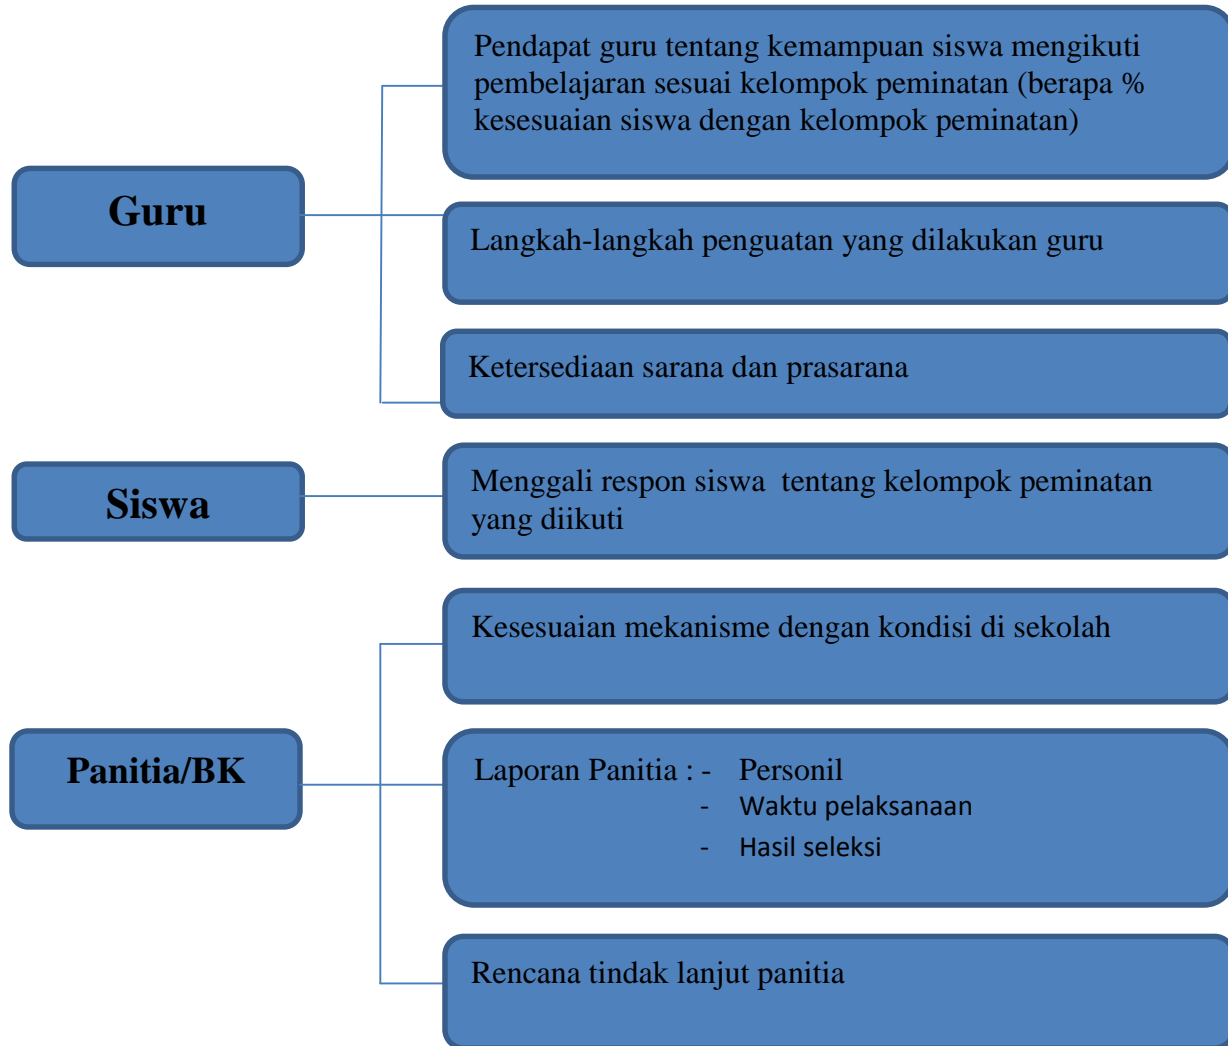 Pendapat guru tentang kemampuan siswa mengikuti
pembelajaran sesuai kelompok peminatan (berapa %
kesesuaian siswa dengan kelompok peminatan)
Guru
Langkah-langkah penguatan yang dilakukan guru
Ketersediaan sarana dan prasarana
Siswa
Menggali respon siswa  tentang kelompok peminatan
yang diikuti
Kesesuaian mekanisme dengan kondisi di sekolah
Panitia/BK
Laporan Panitia : - Personil
- Waktu pelaksanaan
- Hasil seleksi
Rencana tindak lanjut panitia